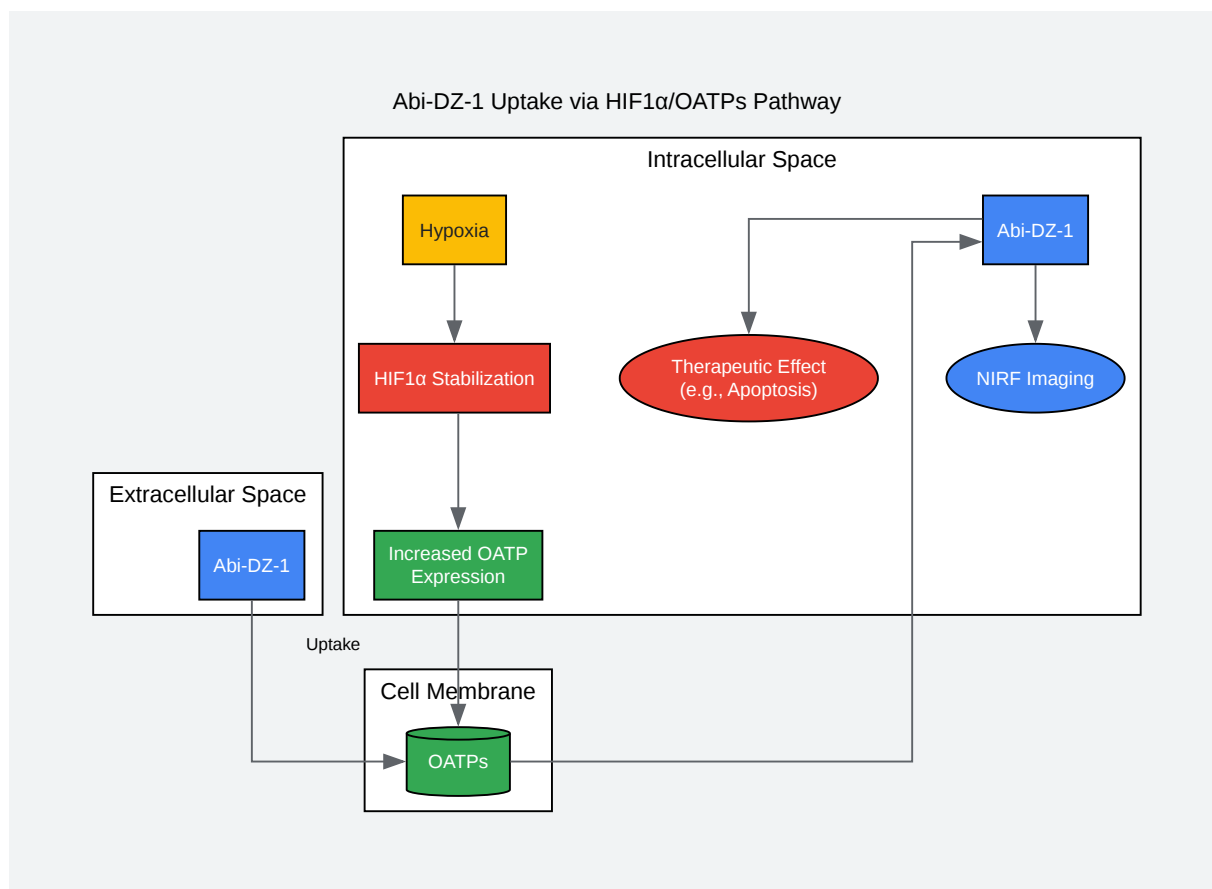 Abi-DZ-1 Uptake via HIF1α/OATPs Pathway
Intracellular Space
Hypoxia
Abi-DZ-1
HIF1α Stabilization
Therapeutic Effect
(e.g., Apoptosis)
NIRF Imaging
Extracellular Space
Abi-DZ-1
Increased OATP
Expression
Uptake
Cell Membrane
OATPs